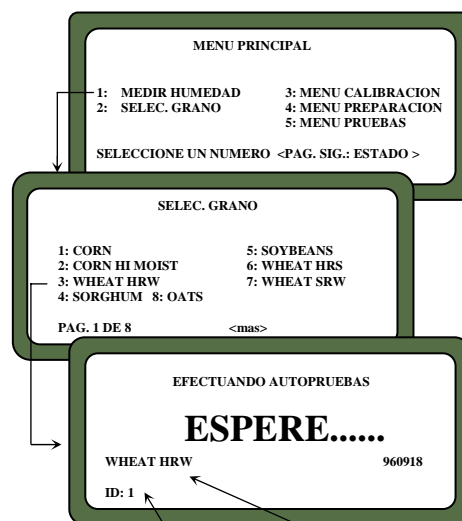 MENU PRINCIPAL
1: MEDIR HUMEDAD 3: MENU CALIBRACION
2: SELEC. GRANO 4: MENU PREPARACION
5: MENU PRUEBAS
SELECCIONE UN NUMERO <PAG. SIG.: ESTADO >
SELEC. GRANO
1: CORN 5: SOYBEANS
2: CORN HI MOIST 6: WHEAT HRS
3: WHEAT HRW 7: WHEAT SRW
4: SORGHUM 8: OATS
PAG. 1 DE 8 <mas>
EFECTUANDO AUTOPRUEBAS
ESPERE......
WHEAT HRW 960918
ID: 1